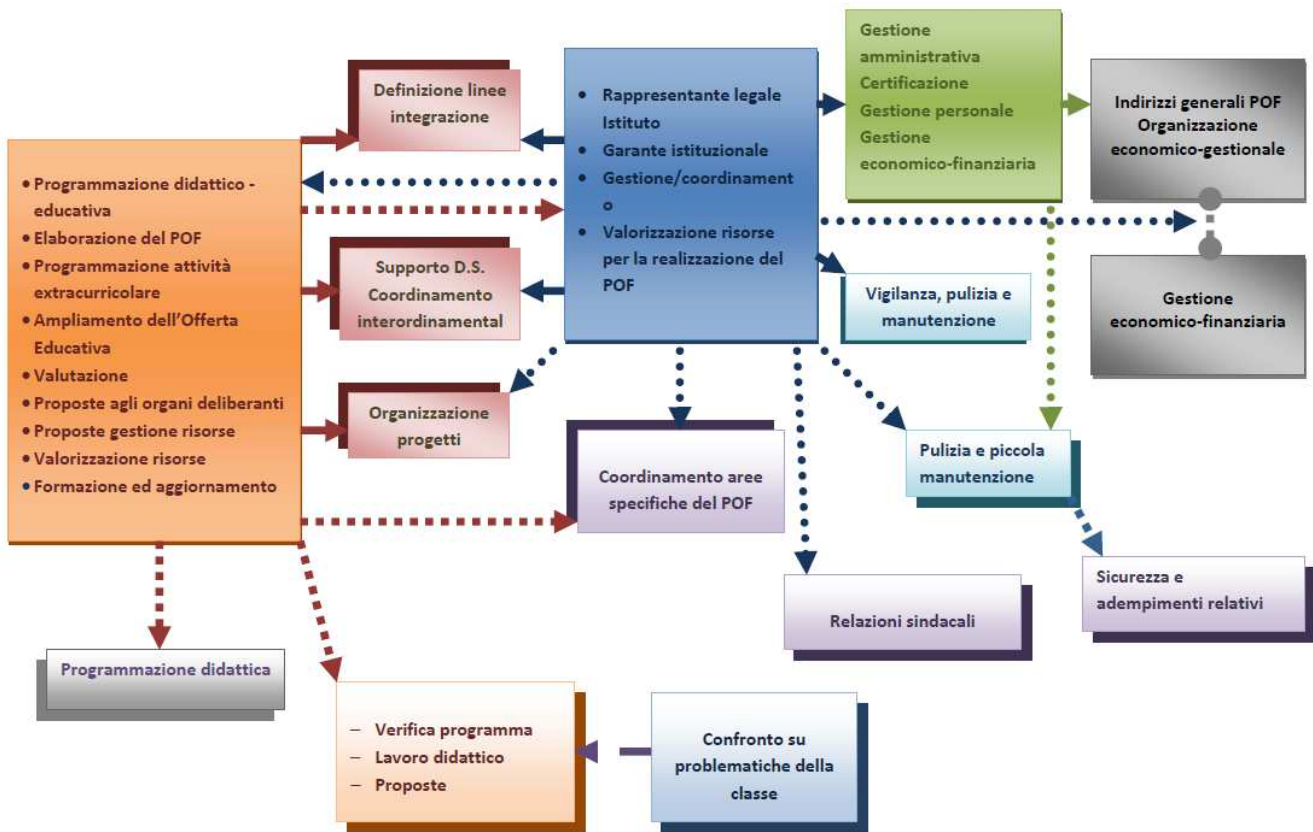 Gestione
amministrativa
Certificazione
Gestione personale
Gestione
economico-finanziaria
Indirizzi generali POF
Organizzazione
economico-gestionale
Definizione linee
integrazione
• Rappresentante legale
Istituto
• Garante istituzionale
• Gestione/coordinament
o
• Valorizzazione risorse
per la realizzazione del
POF
• Programmazione didattico -
educativa
• Elaborazione del POF
• Programmazione attività
extracurricolare
• Ampliamento dell’Offerta
Educativa
• Valutazione
• Proposte agli organi deliberanti
• Proposte gestione risorse
• Valorizzazione risorse
• Formazione ed aggiornamento
Supporto D.S.
Coordinamento
interordinamental
Vigilanza, pulizia e
manutenzione
Gestione
economico-finanziaria
Organizzazione
progetti
Coordinamento aree
specifiche del POF
Pulizia e piccola
manutenzione
Sicurezza e
adempimenti relativi
Relazioni sindacali
Programmazione didattica
– Verifica programma
– Lavoro didattico
– Proposte
Confronto su
problematiche della
classe